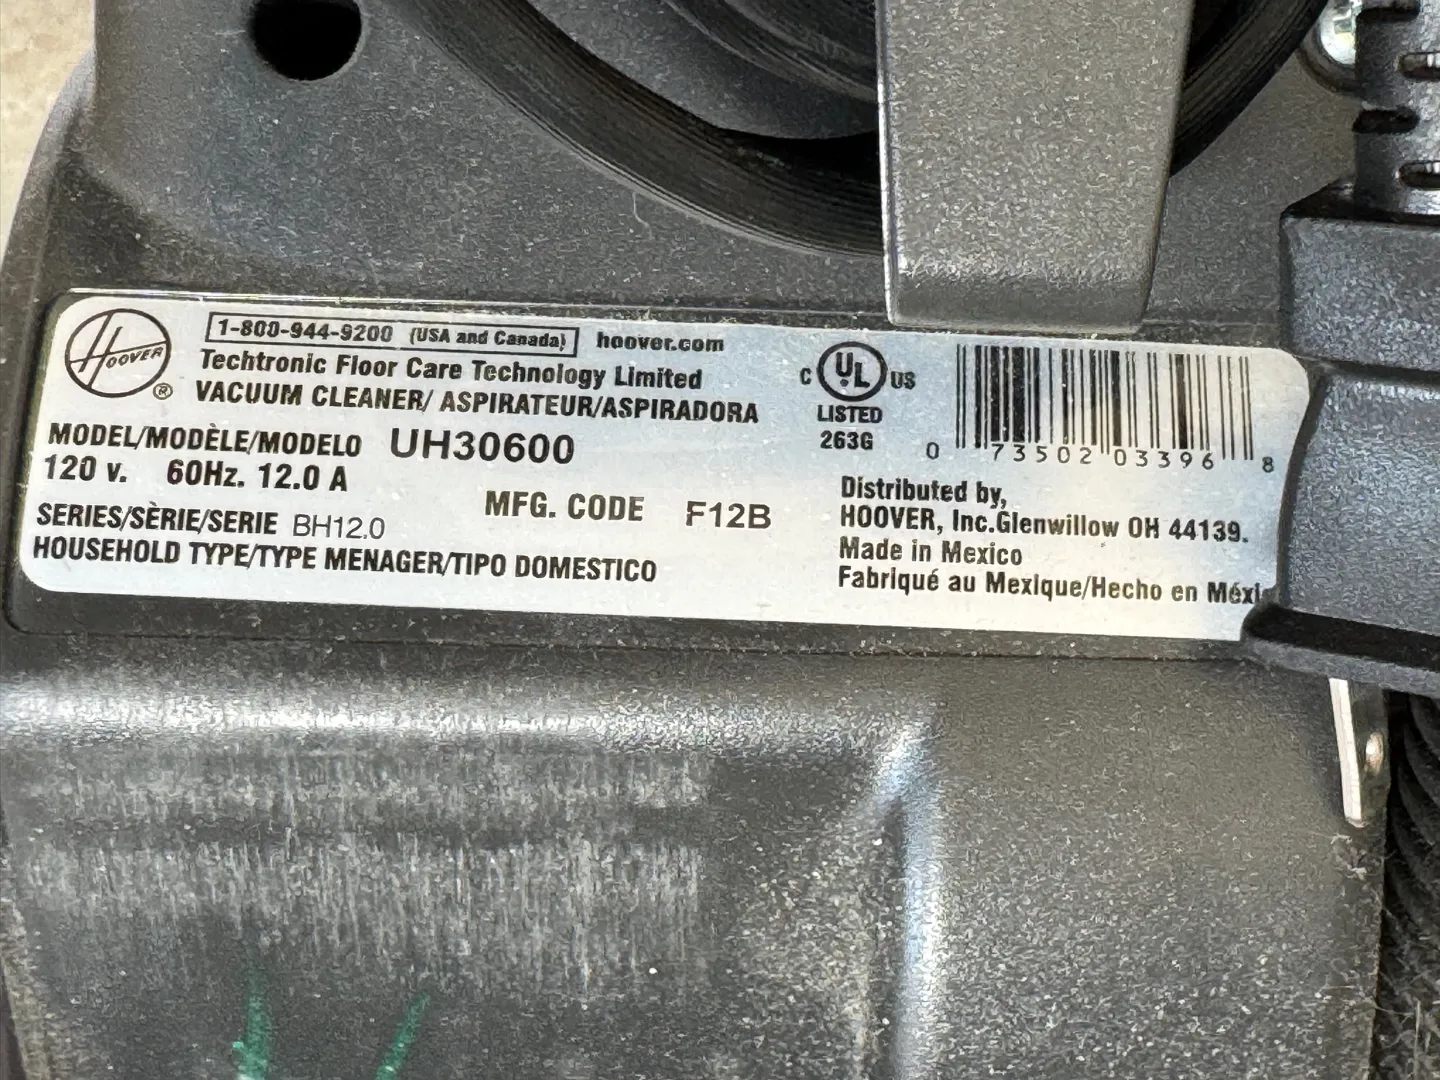 HOOVER ®
1-800-944-9200 (USA and Canada) hoover.com
Techtronic Floor Care Technology Limited
VACUUM CLEANER/ ASPIRATEUR/ASPIRADORA
MODEL/MODÈLE/MODELO UH30600
120 v. 60Hz. 12.0 A
SERIES/SÈRIE/SERIE BH12.0
MFG. CODE F12B
HOUSEHOLD TYPE/TYPE MENAGER/TIPO DOMESTICO
C UL US
LISTED
263G
0 73502 03396 8
Distributed by,
HOOVER, Inc.Glenwillow OH 44139.
Made in Mexico
Fabriqué au Mexique/Hecho en